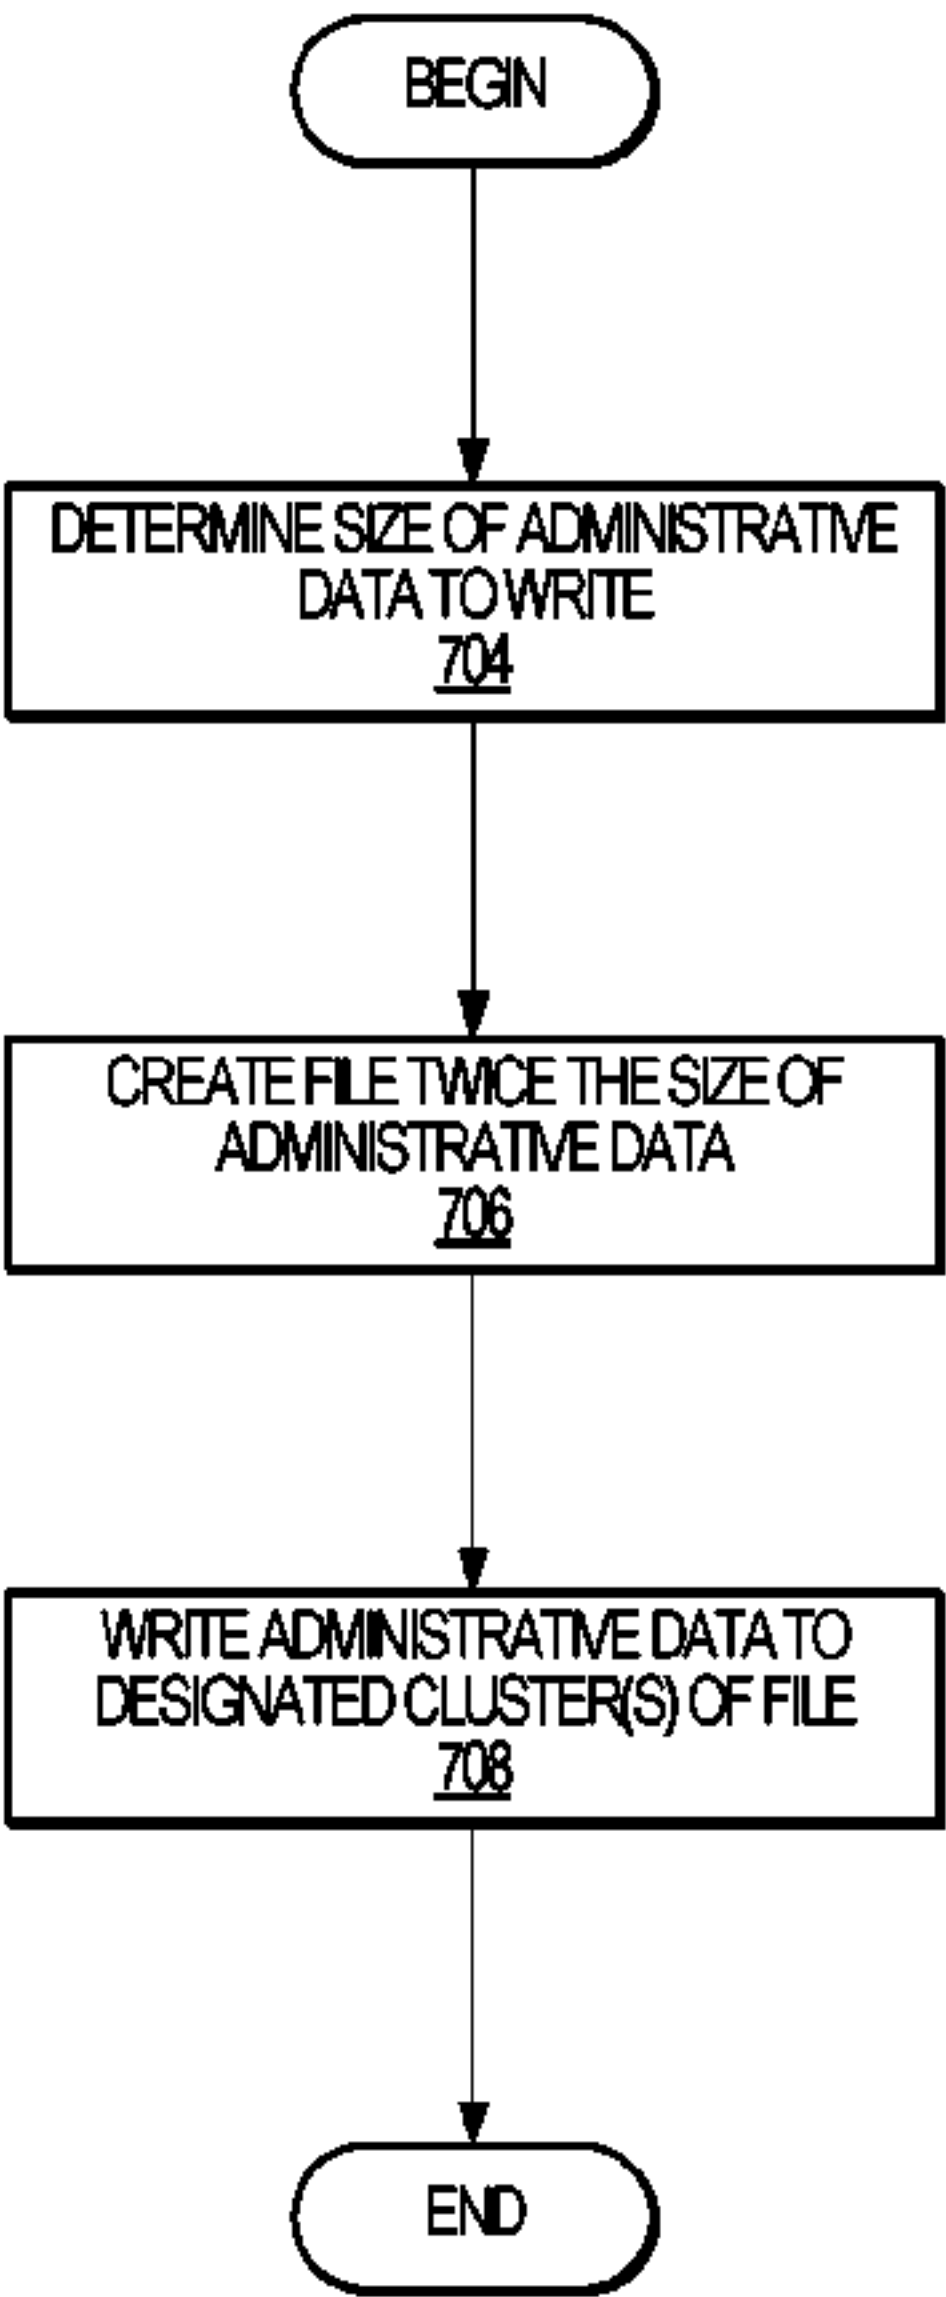 BEGIN
DETERMINE SIZE OF ADMINISTRATIVE
DATA TO WRITE
704
CREATE FILE TWICE THE SIZE OF
ADMINISTRATIVE DATA
706
WRITE ADMINISTRATIVE DATA TO
DESIGNATED CLUSTER(S) OF FILE
708
END